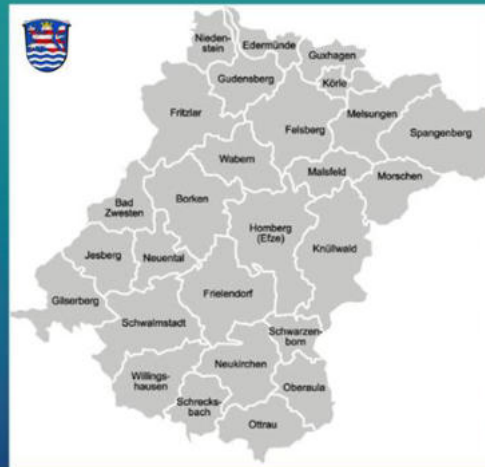 Nieden-
stein
Edermünde
Guxhagen
Gudensberg
Körle
Fritzlar
Melsungen
Felsberg
Spangenberg
Wabern
Malsfeld
Morschen
Bad
Zwesten
Borken
Homberg
(Efze)
Knüllwald
Jesberg
Neuental
Gilserberg
Frielendorf
Schwalmstadt
Schwarzen-
born
Neukirchen
Willings-
hausen
Oberaula
Schrecks-
bach
Ottrau